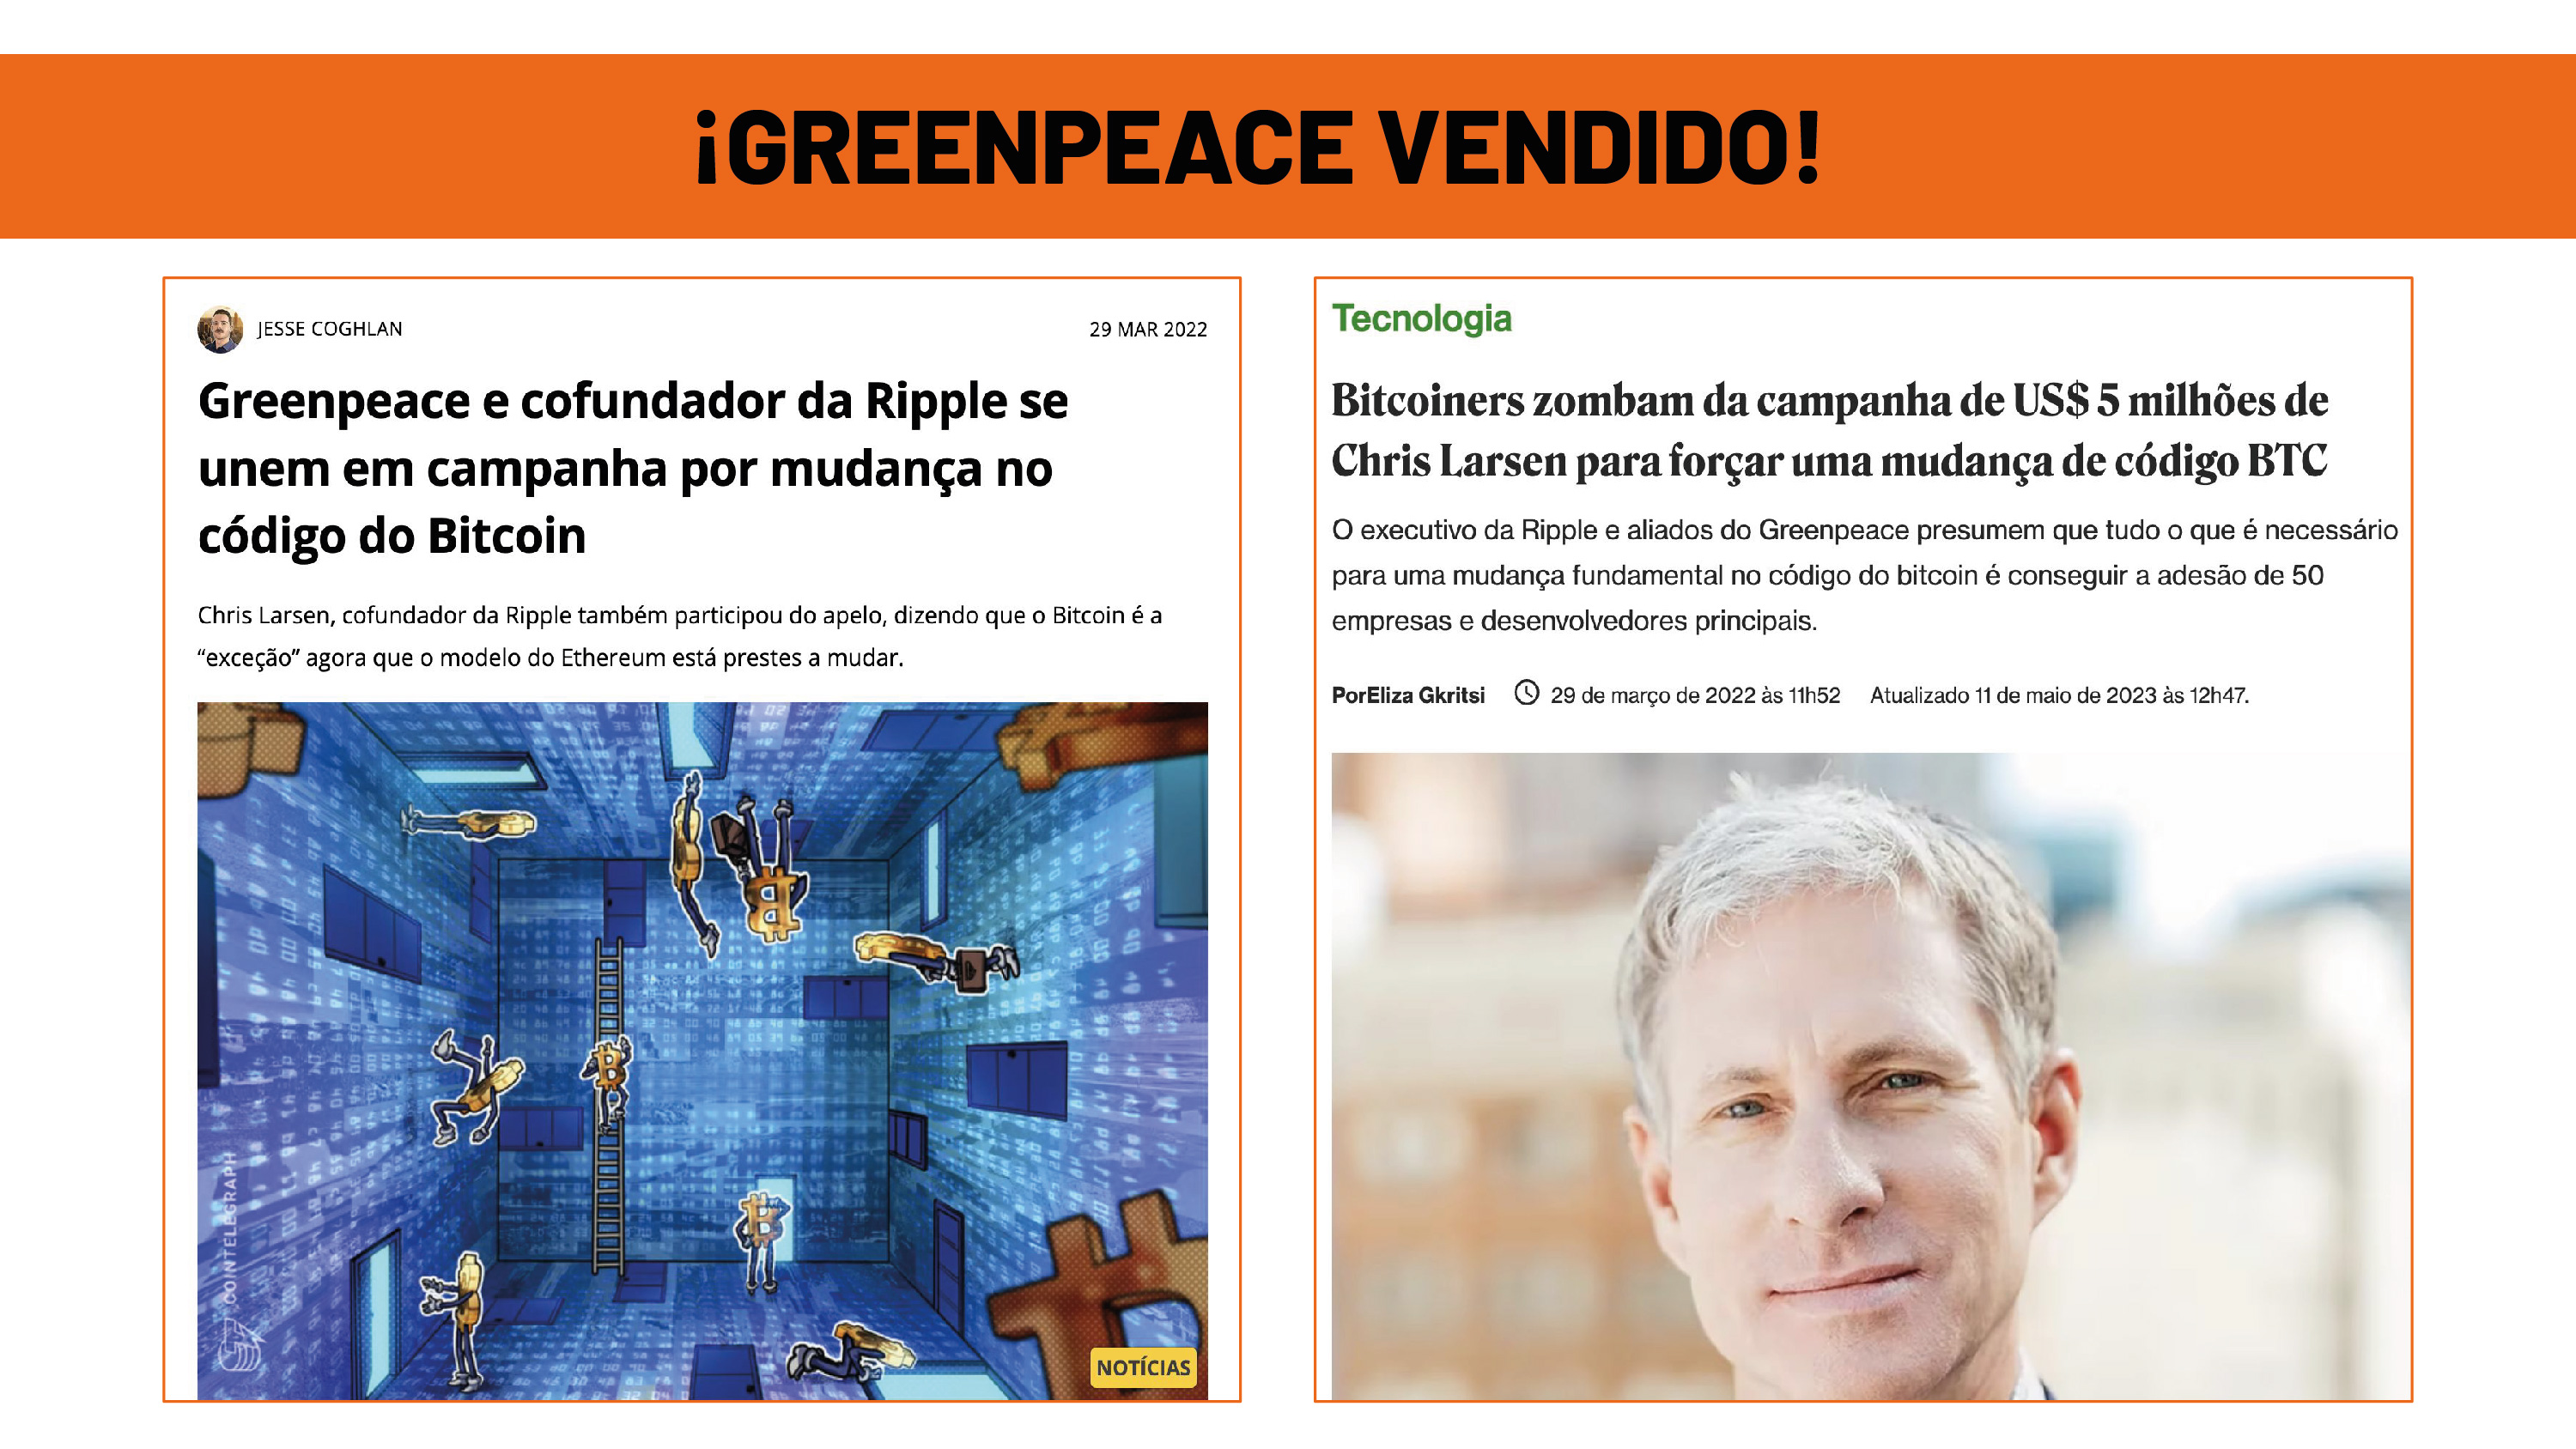 ¡GREENPEACE VENDIDO!
JESSE COGHLAN
29 MAR 2022
Greenpeace e cofundador da Ripple se
unem em campanha por mudança no
código do Bitcoin
Chris Larsen, cofundador da Ripple também participou do apelo, dizendo que o Bitcoin é a
“exceção” agora que o modelo do Ethereum está prestes a mudar.
COINTELEGRAPH
NOTÍCIAS
Tecnologia
Bitcoiners zombam da campanha de US$ 5 milhões de
Chris Larsen para forçar uma mudança de código BTC
O executivo da Ripple e aliados do Greenpeace presumem que tudo o que é necessário
para uma mudança fundamental no código do bitcoin é conseguir a adesão de 50
empresas e desenvolvedores principais.
PorEliza Gkritsi 29 de março de 2022 às 11h52 Atualizado 11 de maio de 2023 às 12h47.